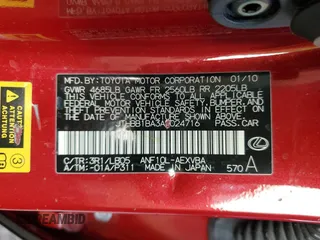 MFD. BY: TOYOTA MOTOR CORPORATION 01/10
GVWR 4685LB GAWR FR 2560LB RR 2205LB
THIS VEHICLE CONFORMS TO ALL APPLICABLE
FEDERAL MOTOR VEHICLE SAFETY, BUMPER,
AND THEFT PREVENTION STANDARDS IN EFFECT
ON THE DATE OF MANUFACTURE SHOWN ABOVE.
PASS.CAR
C/TR: 3R1/LB05 ANF10L-AEXVBA
A/TM: -01A/P311 MADE IN JAPAN 570 A